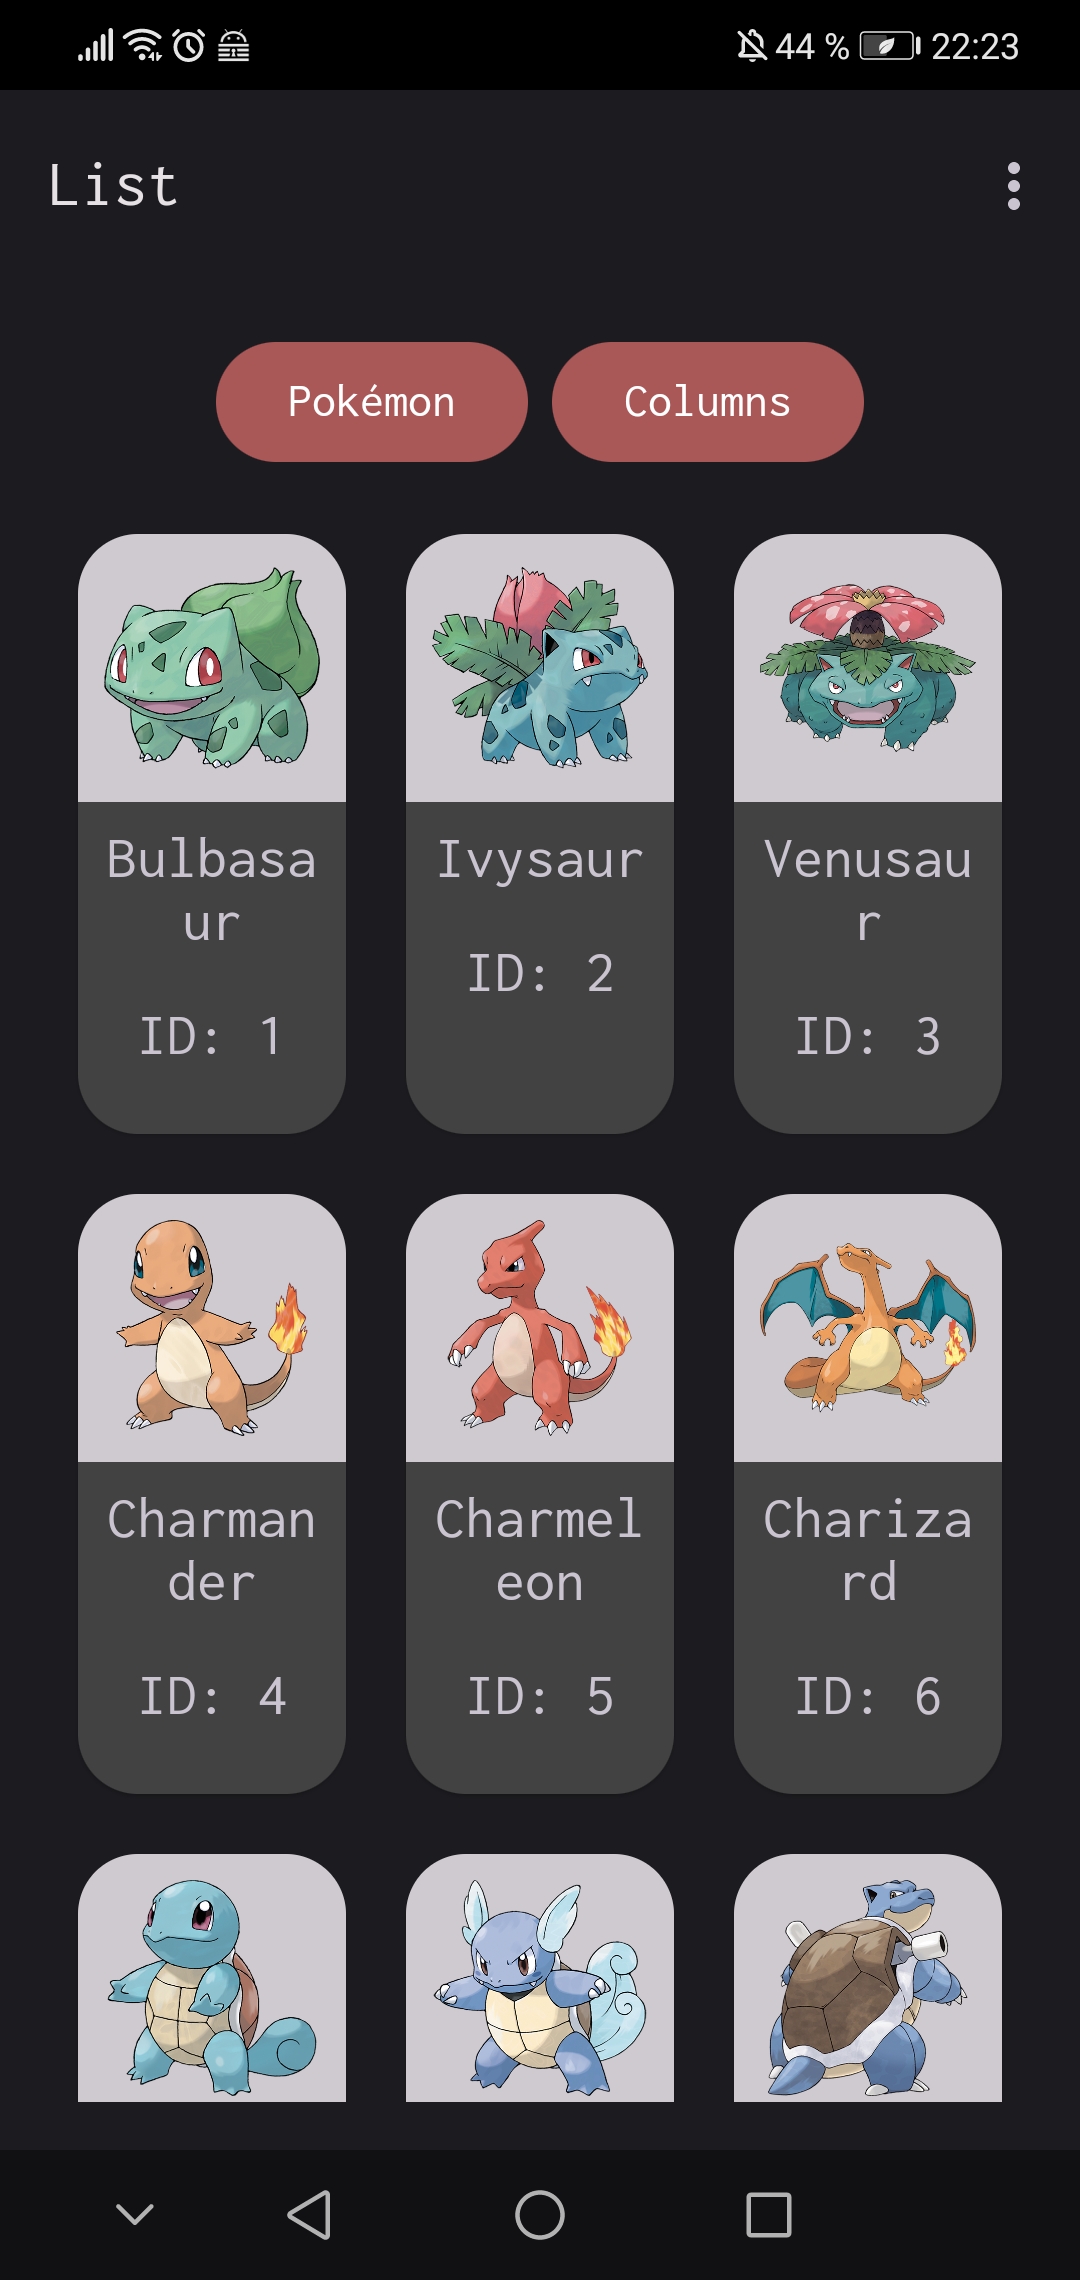 44 % 22:23
List
Pokémon Columns
Bulbasa
ur
ID: 1
Ivysaur
ID: 2
Venusau
r
ID: 3
Charman
der
ID: 4
Charmel
eon
ID: 5
Chariza
rd
ID: 6